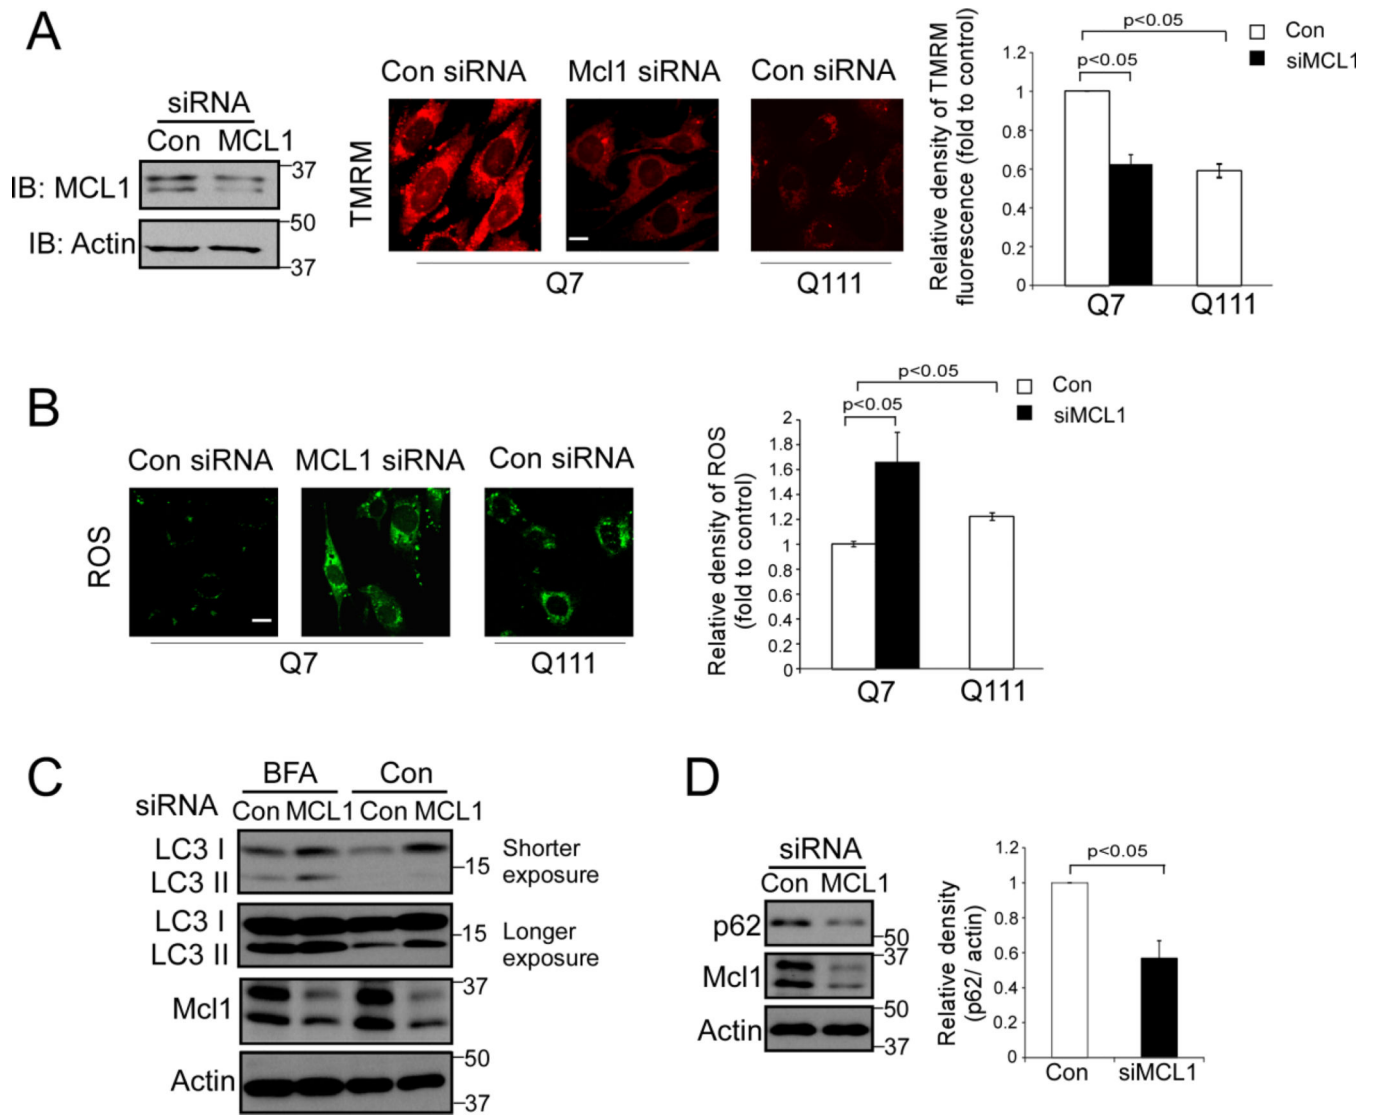 A
siRNA
Con MCL1
IB: MCL1
37
IB: Actin
50
37
TMRM
Con siRNA
Mcl1 siRNA
Con siRNA
Q7
Q111
Relative density of TMRM
fluorescence (fold to control)
1.2
1
0.8
0.6
0.4
0.2
0
p<0.05
p<0.05
Con
siMCL1
Q7
Q111
B
Con siRNA
MCL1 siRNA
Con siRNA
ROS
Q7
Q111
Relative density of ROS
(fold to control)
2
1.8
1.6
1.4
1.2
1
0.8
0.6
0.4
0.2
0
p<0.05
p<0.05
Con
siMCL1
Q7
Q111
C
BFA Con
siRNA Con MCL1 Con MCL1
LC3 I
LC3 II
15
Shorter
exposure
LC3 I
LC3 II
15
Longer
exposure
Mcl1
37
Actin
50
37
D
siRNA
Con MCL1
p62
50
Mcl1
37
Actin
50
37
Relative density
(p62/ actin)
1.2
1
0.8
0.6
0.4
0.2
0
p<0.05
Con
siMCL1